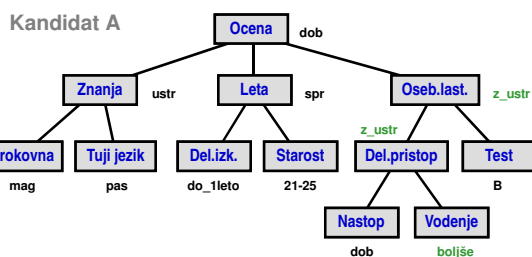 Kandidat A
Ocena dob
Znanja ustr Leta spr Oseb.last. z_ustr
z_ustr
rokovna Tuji jezik Del.izk. Starost Del.pristop Test
mag pas do_1leto 21-25 B
Nastop Vodenje
dob boljše